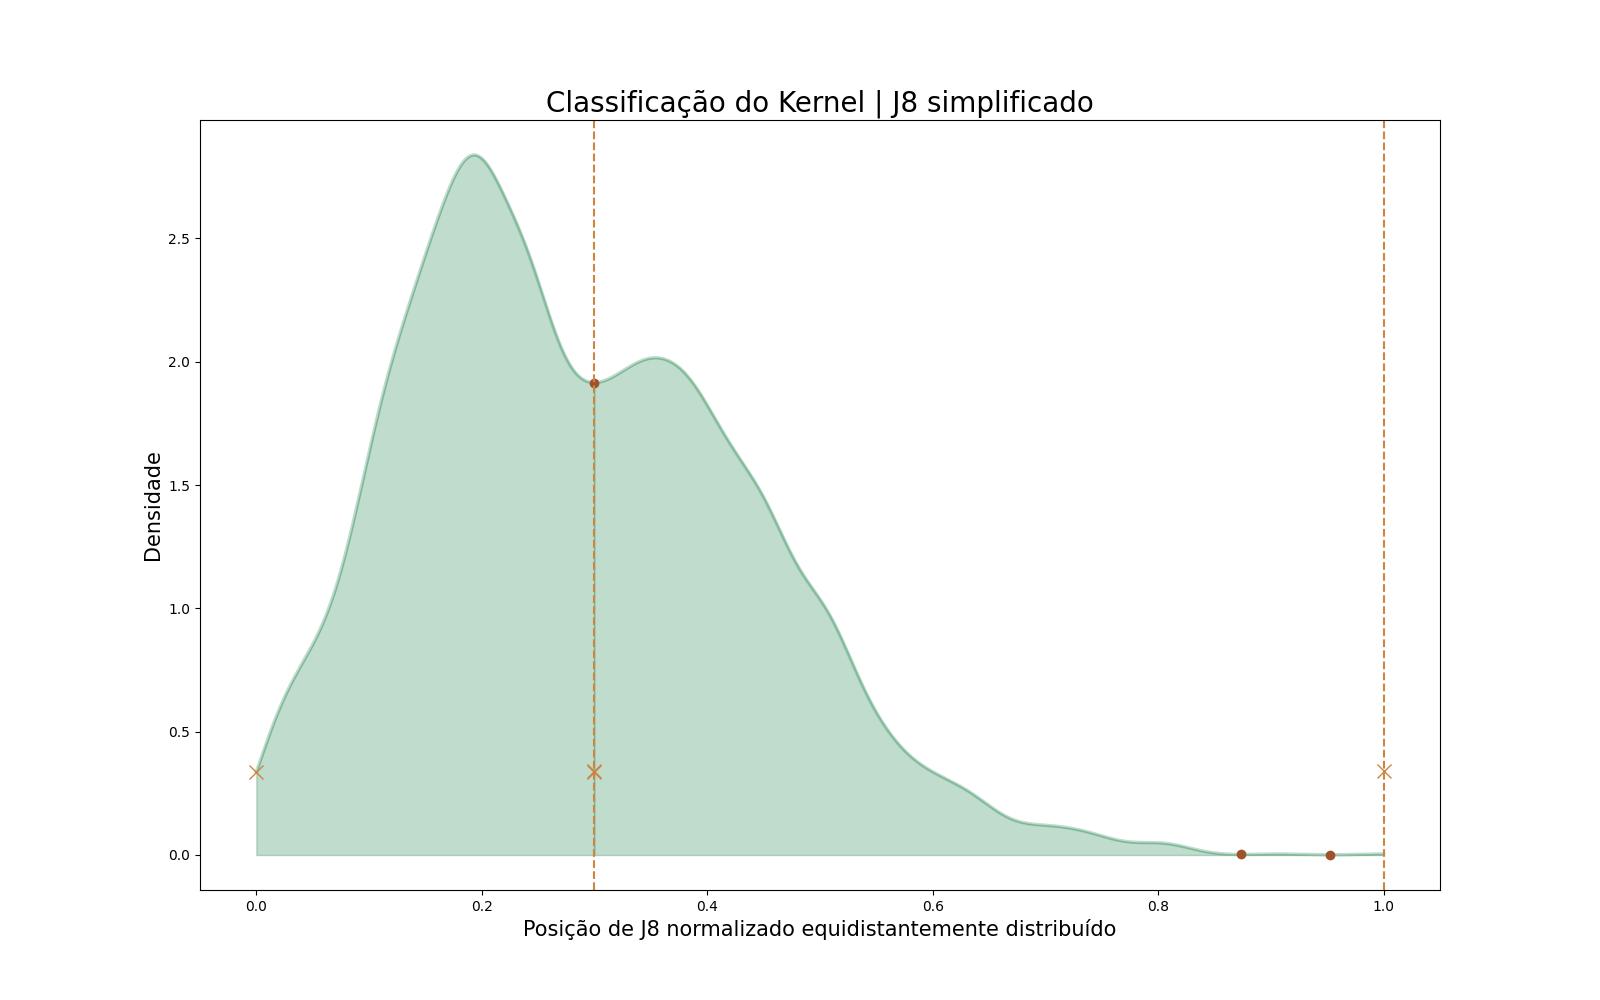 Classificação do Kernel | J8 simplificado
Densidade
2.5
2.0
1.5
1.0
0.5
0.0
0.0 0.2 0.4 0.6 0.8 1.0
Posição de J8 normalizado equidistantemente distribuído